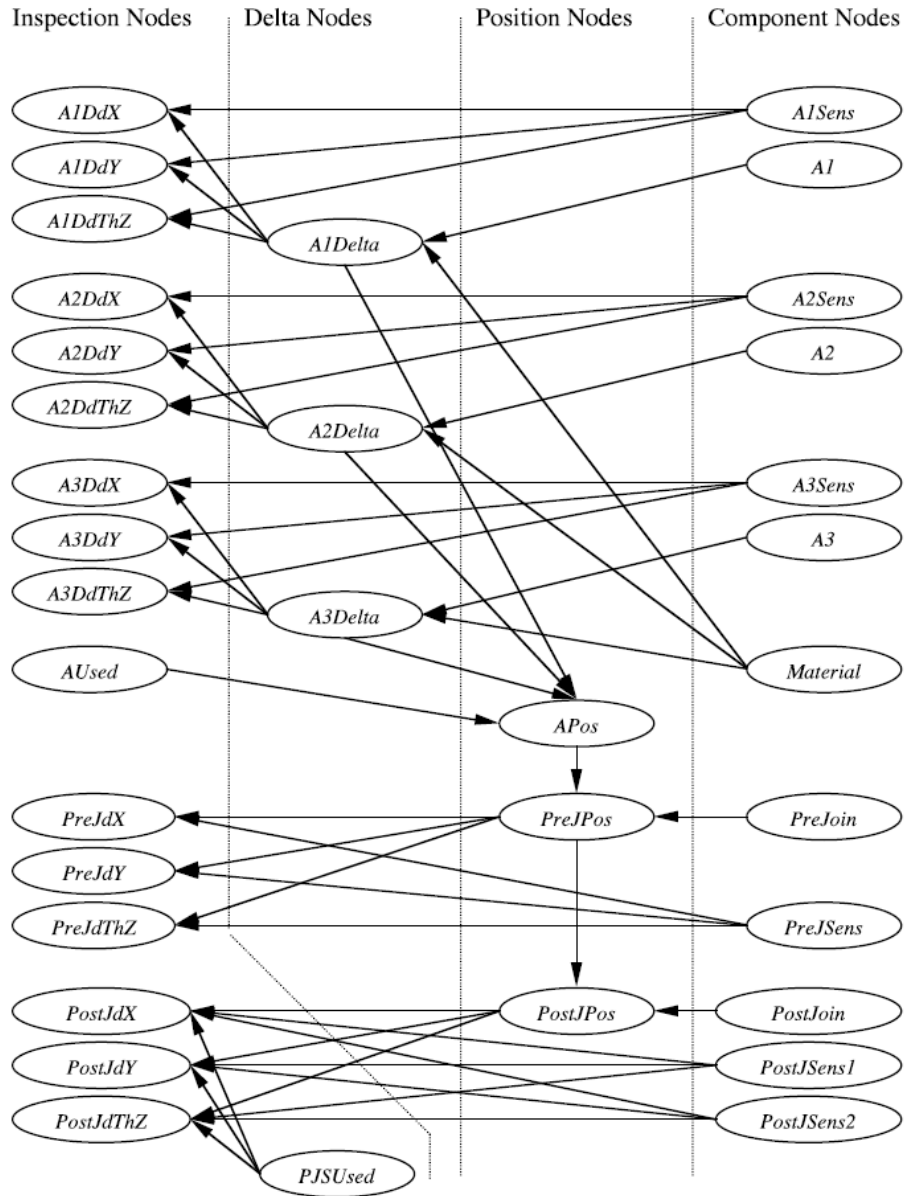 Inspection Nodes Delta Nodes Position Nodes Component Nodes
A1DdX A1Sens
A1DdY A1
A1DdThZ
A1Delta
A2DdX A2Sens
A2DdY A2
A2DdThZ
A2Delta
A3DdX A3Sens
A3DdY A3
A3DdThZ
A3Delta
AUsed Material
APos
PreJdX PreJPos PreJoin
PreJdY
PreJdThZ PreJSens
PostJdX PostJPos PostJoin
PostJdY PostJSens1
PostJdThZ PostJSens2
PJSUsed